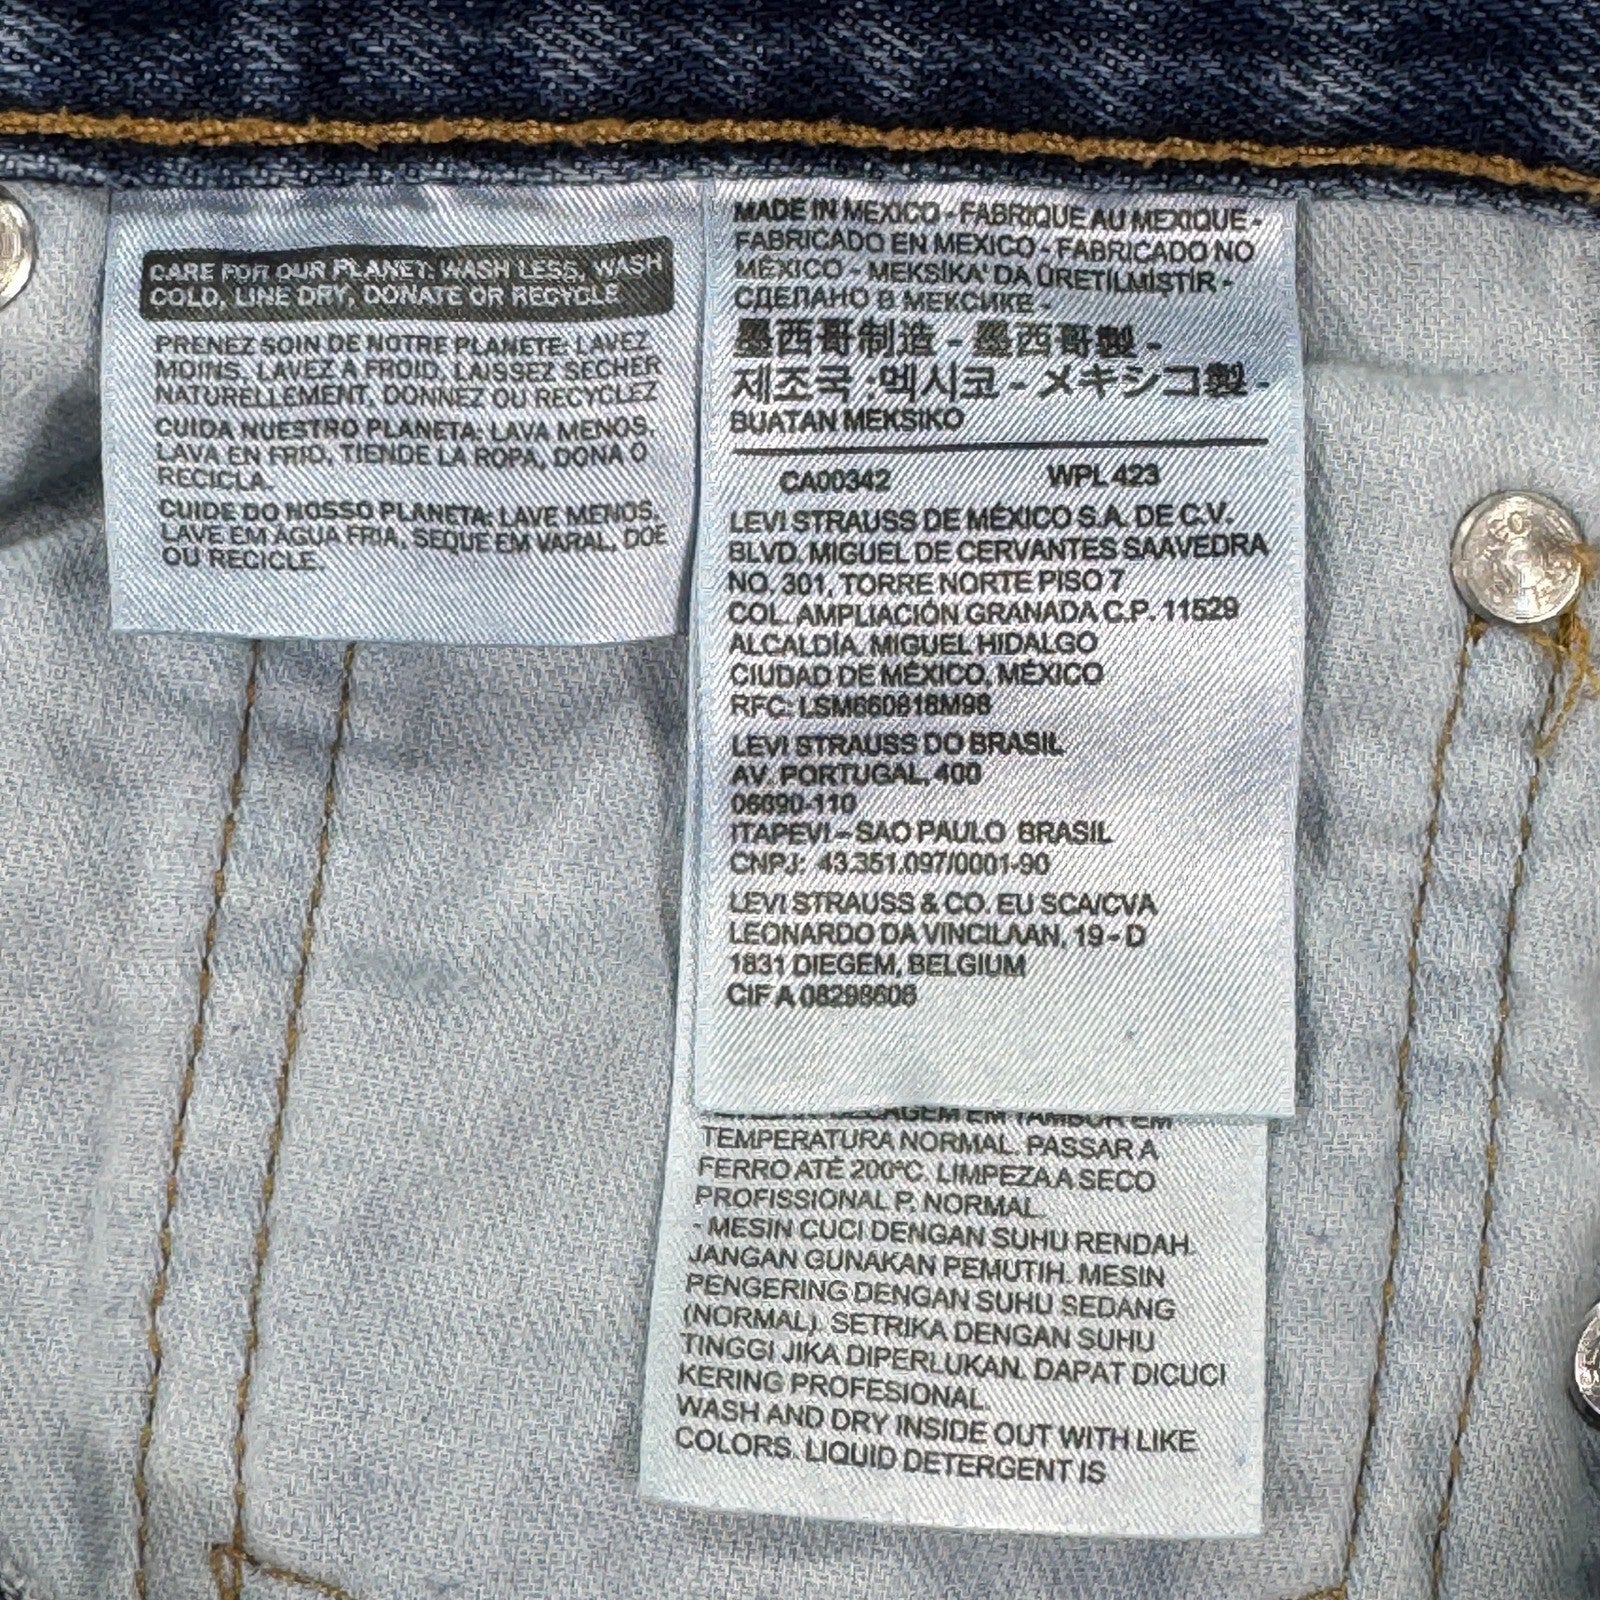 CARE FOR OUR PLANET: WASH LESS, WASH
COLD, LINE DRY, DONATE OR RECYCLE
PRENEZ SOIN DE NOTRE PLANETE: LAVEZ
MOINS, LAVEZ A FROID, LAISSEZ SECHER
NATURELLEMENT, DONNEZ OU RECYCLEZ
CUIDA NUESTRO PLANETA: LAVA MENOS,
LAVA EN FRIO, TIENDE LA ROPA, DONA O
RECICLA.
CUIDE DO NOSSO PLANETA: LAVE MENOS.
LAVE EM AGUA FRIA, SEQUE EM VARAL, DOE
OU RECICLE.
MADE IN MEXICO - FABRIQUE AU MEXIQUE -
FABRICADO EN MEXICO - FABRICADO NO
MÉXICO - MEKSİKA' DA ÜRETİLMİŞTİR -
СДЕЛАНО В МЕКСИКЕ -
墨西哥制造 - 墨西哥製 -
제조국 :멕시코 - メキシコ製 -
BUATAN MEKSIKO
CA00342 WPL 423
LEVI STRAUSS DE MÉXICO S.A. DE C.V.
BLVD. MIGUEL DE CERVANTES SAAVEDRA
NO. 301, TORRE NORTE PISO 7
COL. AMPLIACIÓN GRANADA C.P. 11529
ALCALDÍA, MIGUEL HIDALGO
CIUDAD DE MÉXICO, MÉXICO
RFC: LSM660818M98
LEVI STRAUSS DO BRASIL
AV. PORTUGAL, 400
06690-110
ITAPEVI - SAO PAULO BRASIL
CNPJ: 43.351.097/0001-90
LEVI STRAUSS & CO. EU SCA/CVA
LEONARDO DA VINCILAAN, 19 - D
1831 DIEGEM, BELGIUM
CIF A 08298606
EM TAMBOR EM
TEMPERATURA NORMAL. PASSAR A
FERRO ATÉ 200°C. LIMPEZA A SECO
PROFISSIONAL P, NORMAL.
- MESIN CUCI DENGAN SUHU RENDAH.
JANGAN GUNAKAN PEMUTIH. MESIN
PENGERING DENGAN SUHU SEDANG
(NORMAL). SETRIKA DENGAN SUHU
TINGGI JIKA DIPERLUKAN. DAPAT DICUCI
KERING PROFESIONAL.
WASH AND DRY INSIDE OUT WITH LIKE
COLORS. LIQUID DETERGENT IS